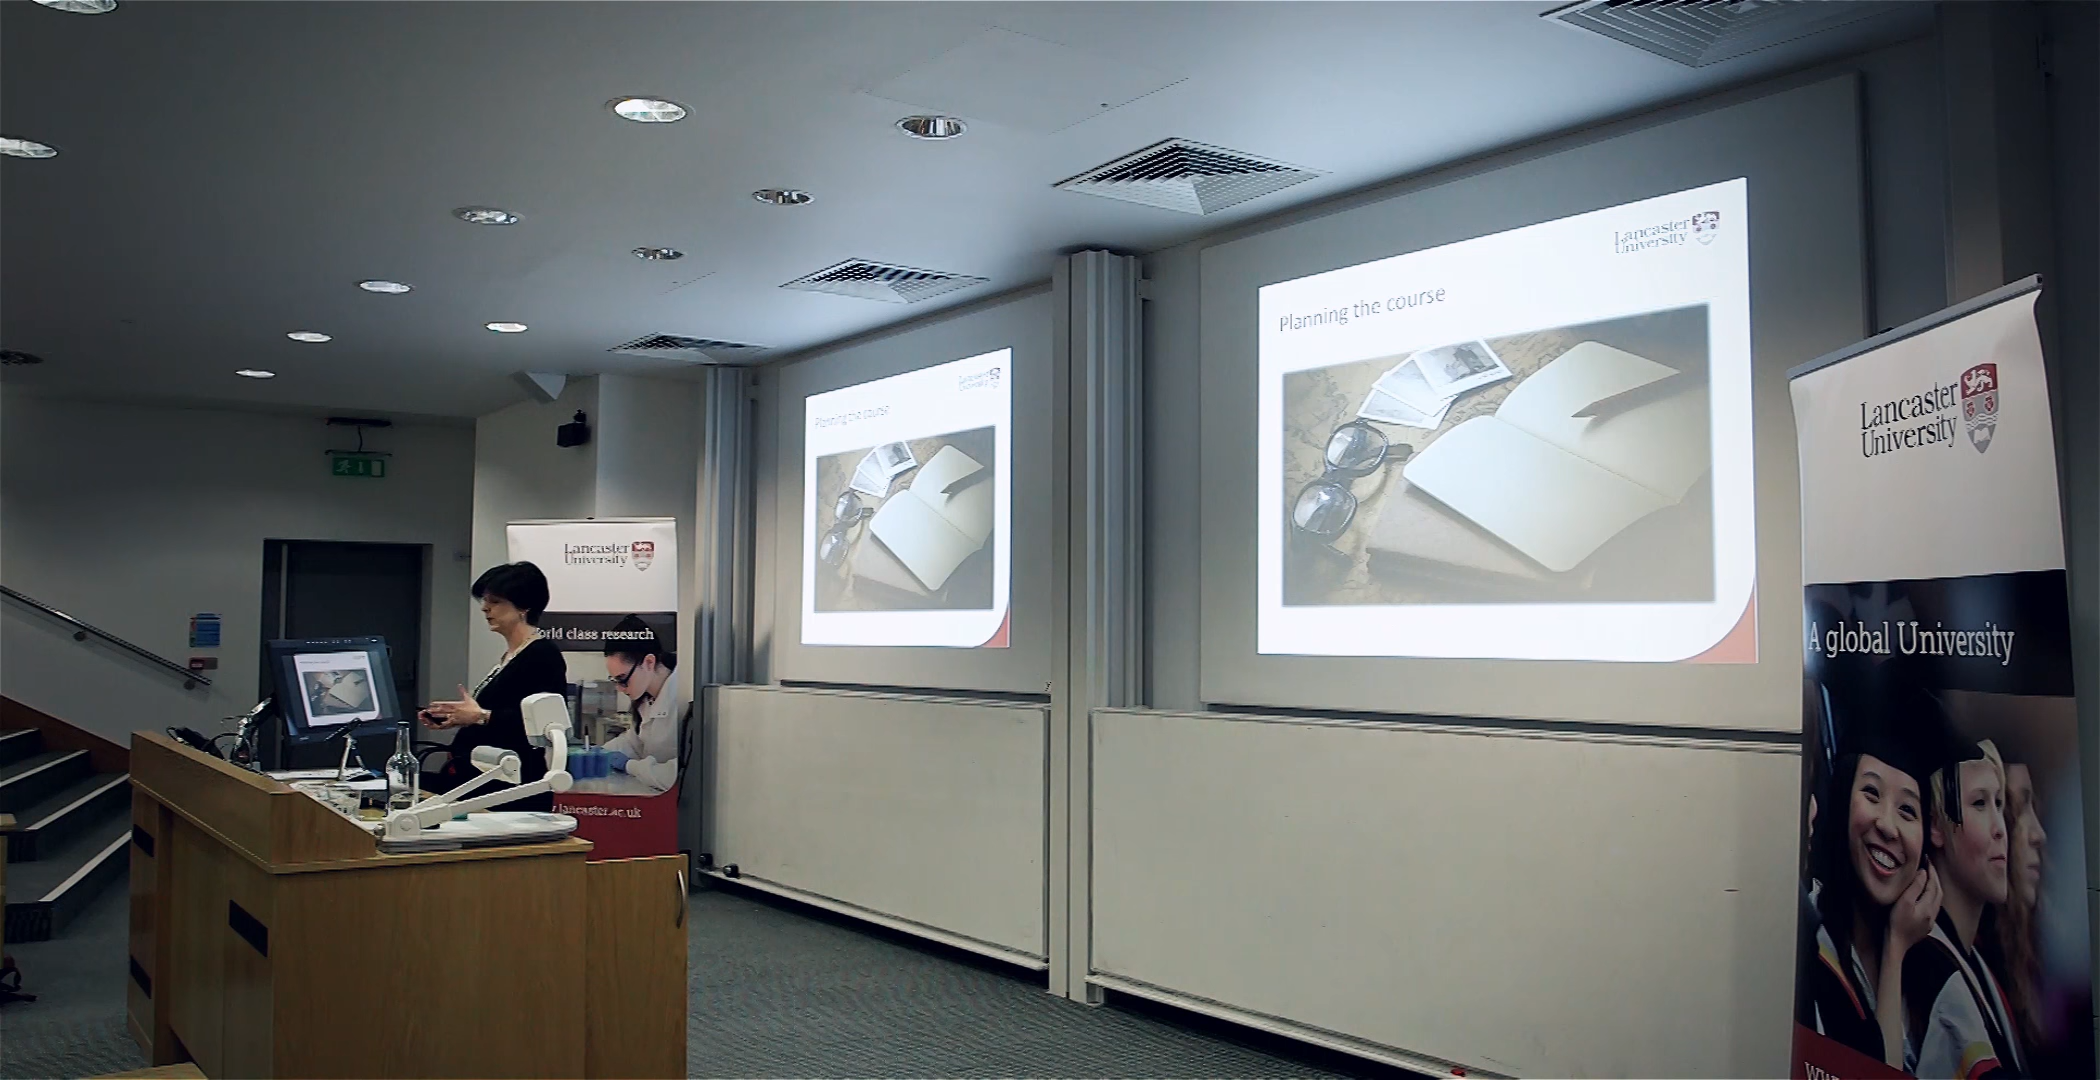 Lancaster
University
Planning the course
Lancaster
University
Planning the course
Lancaster
University
World class research
.lancaster.ac.uk
Lancaster
University
A global University
www